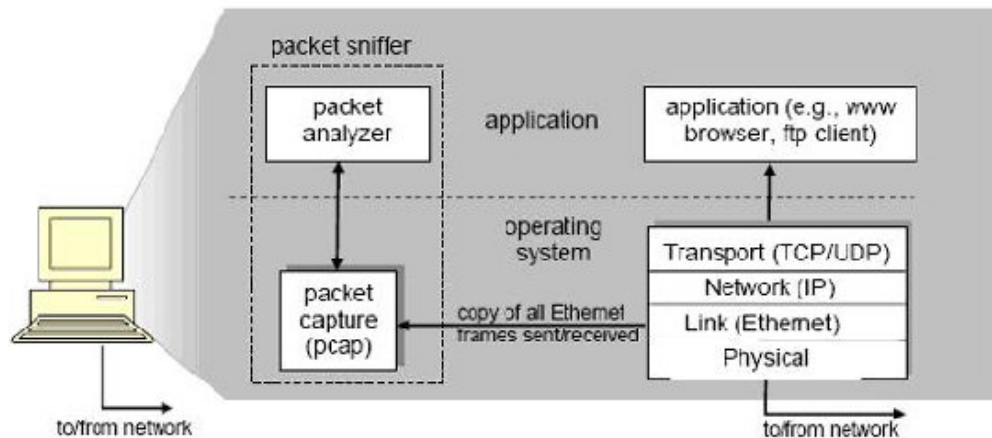 packet sniffer
packet
analyzer
application
application (e.g., www
browser, ftp client)
operating
system
packet
capture
(pcap)
copy of all Ethernet
frames sent/received
Transport (TCP/UDP)
Network (IP)
Link (Ethernet)
Physical
to/from network
to/from network